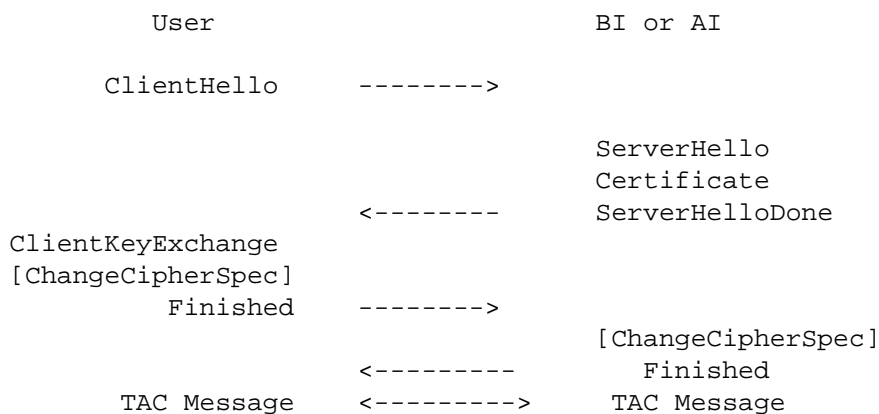 User BI or AI
ClientHello -------->
ServerHello
Certificate
<-------- ServerHelloDone
ClientKeyExchange
[ChangeCipherSpec]
Finished -------->
[ChangeCipherSpec]
<--------- Finished
TAC Message <---------> TAC Message